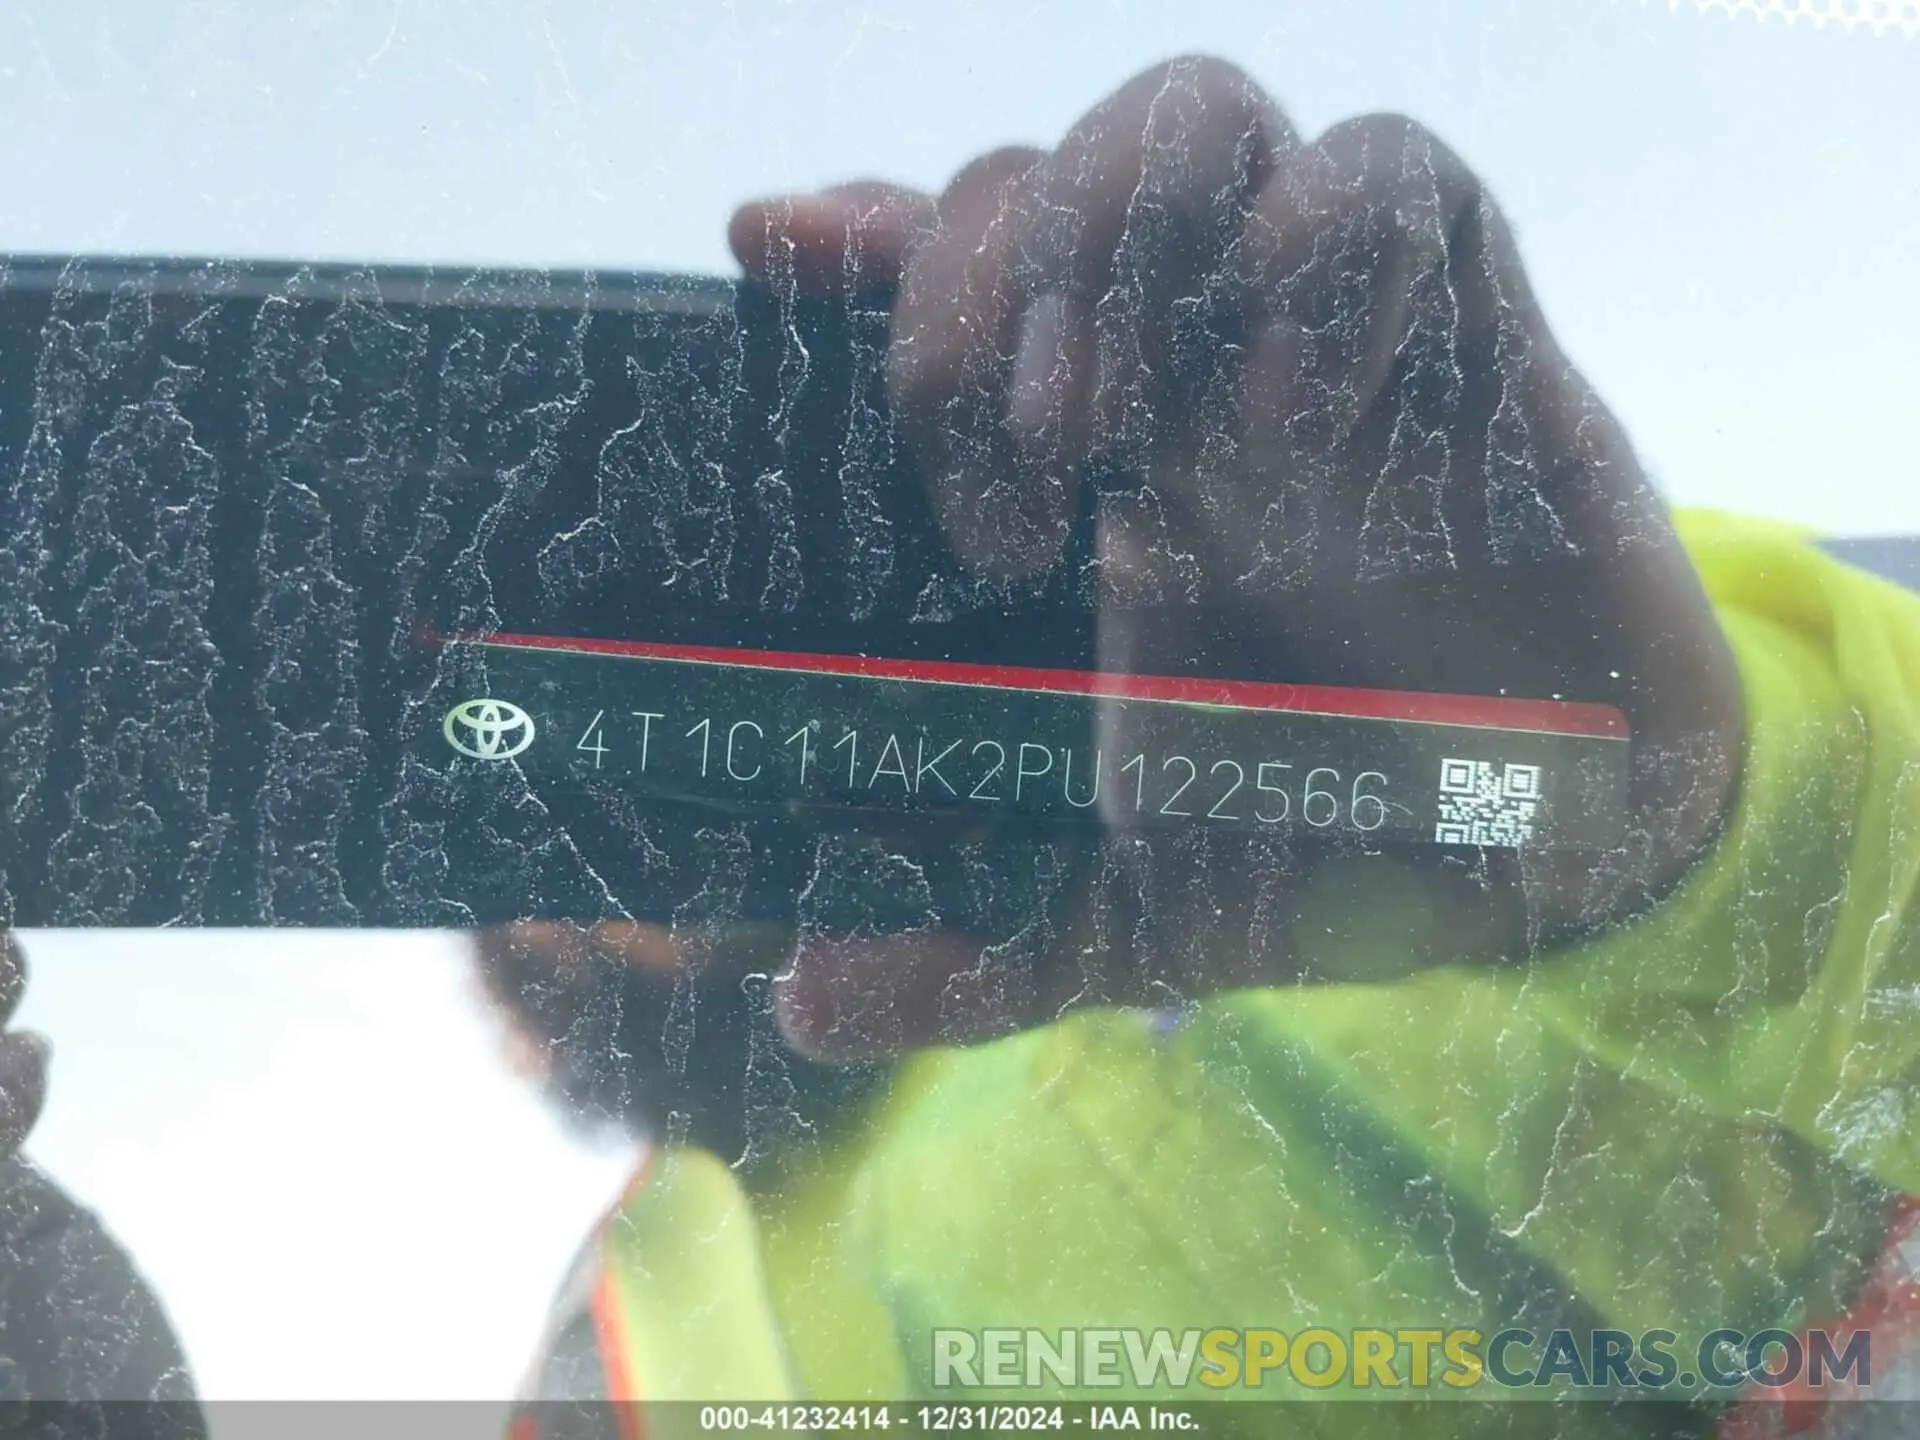 4T1C11AK2PU122566
RENEWSPORTSCARS.COM
000-41232414 - 12/31/2024 - IAA Inc.